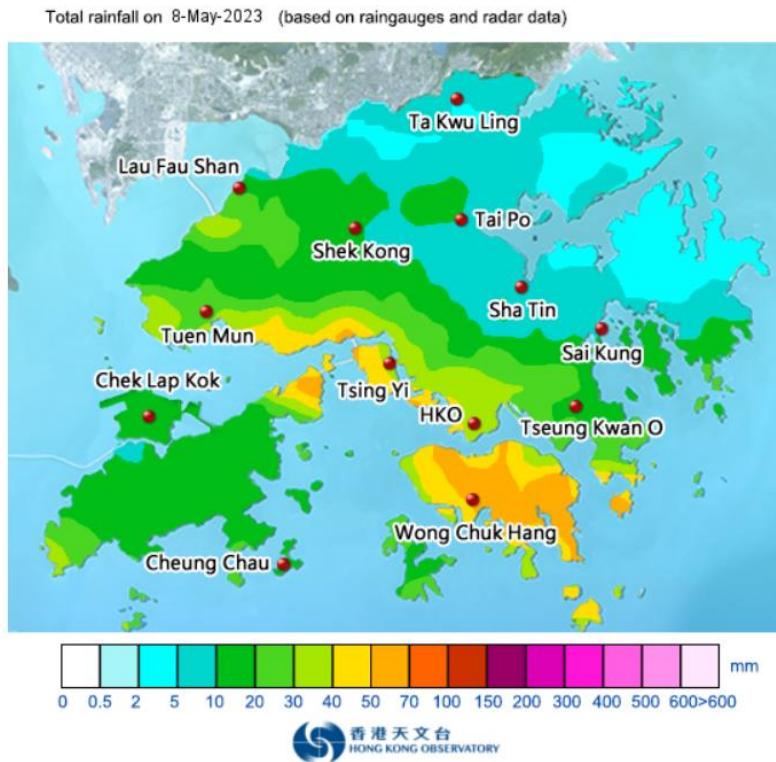 Total rainfall on 8-May-2023 (based on raingauges and radar data)
Ta Kwu Ling
Lau Fau Shan
Tai Po
Shek Kong
Sha Tin
Tuen Mun
Sai Kung
Chek Lap Kok
Tsing Yi
HKO
Tseung Kwan O
Wong Chuk Hang
Cheung Chau
mm
0 0.5 2 5 10 20 30 40 50 70 100 150 200 300 400 500 600>600
香港天文台
HONG KONG OBSERVATORY